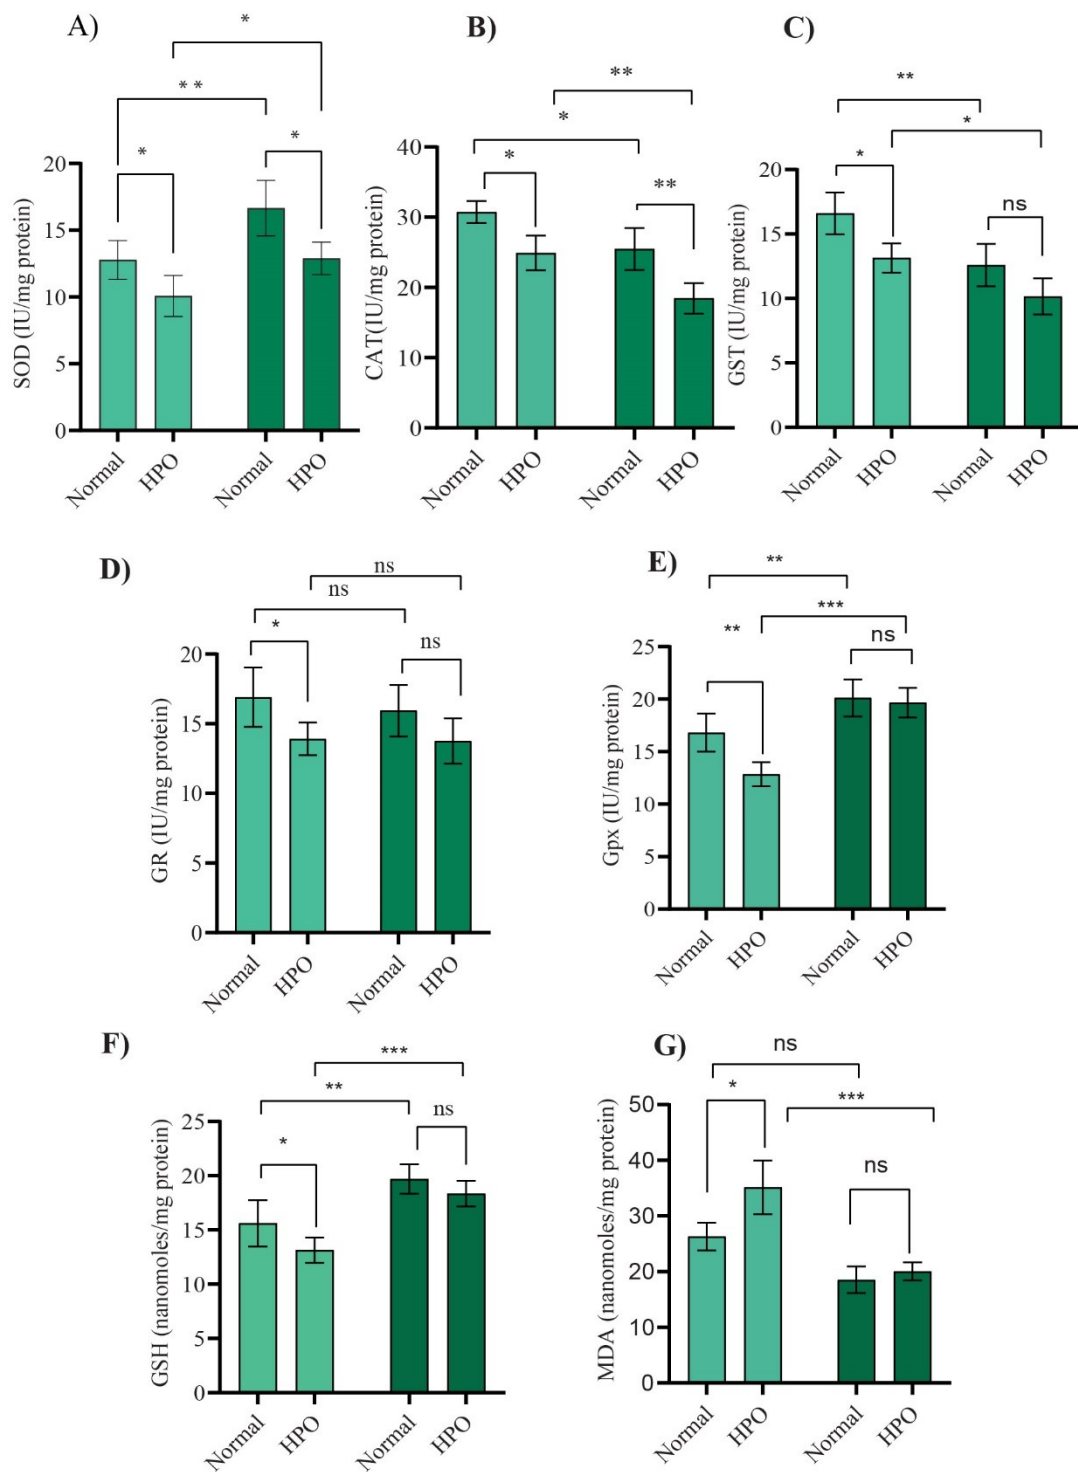 A)
*
* *
*
*
20
15
10
5
0
SOD (IU/mg protein)
Normal
HPO
Normal
HPO
B)
**
*
*
**
40
30
20
10
0
CAT(IU/mg protein)
Normal
HPO
Normal
HPO
C)
**
*
*
ns
20
15
10
5
0
GST (IU/mg protein)
Normal
HPO
Normal
HPO
D)
ns
ns
*
ns
20
15
10
5
0
GR (IU/mg protein)
Normal
HPO
Normal
HPO
E)
**
***
**
ns
25
20
15
10
5
0
Gpx (IU/mg protein)
Normal
HPO
Normal
HPO
F)
***
**
ns
*
25
20
15
10
5
0
GSH (nanomoles/mg protein)
Normal
HPO
Normal
HPO
G)
ns
*
***
ns
50
40
30
20
10
0
MDA (nanomoles/mg protein)
Normal
HPO
Normal
HPO